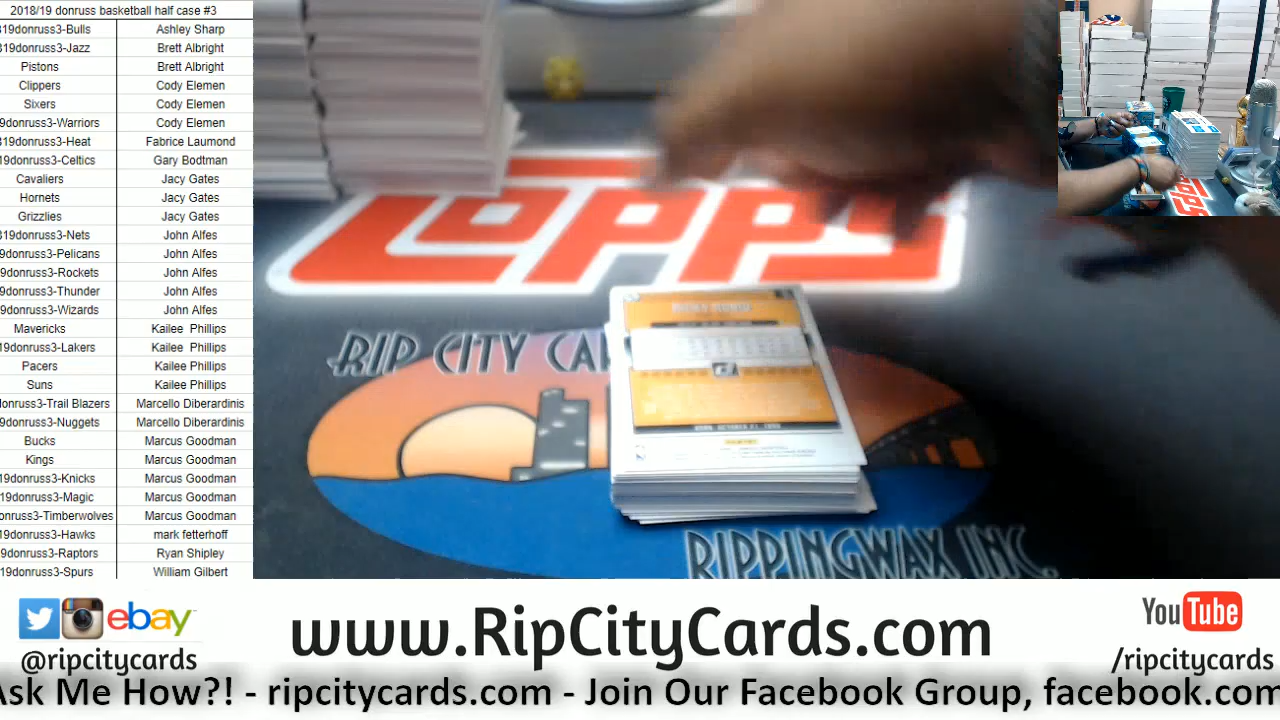 2018/19 donruss basketball half case #3
819donruss3-Bulls Ashley Sharp
819donruss3-Jazz Brett Albright
Pistons Brett Albright
Clippers Cody Elemen
Sixers Cody Elemen
9donruss3-Warriors Cody Elemen
819donruss3-Heat Fabrice Laumond
19donruss3-Celtics Gary Bodtman
Cavaliers Jacy Gates
Hornets Jacy Gates
Grizzlies Jacy Gates
819donruss3-Nets John Alfes
9donruss3-Pelicans John Alfes
9donruss3-Rockets John Alfes
9donruss3-Thunder John Alfes
9donruss3-Wizards John Alfes
Mavericks Kailee Phillips
19donruss3-Lakers Kailee Phillips
Pacers Kailee Phillips
Suns Kailee Phillips
donruss3-Trail Blazers Marcello Diberardinis
9donruss3-Nuggets Marcello Diberardinis
Bucks Marcus Goodman
Kings Marcus Goodman
9donruss3-Knicks Marcus Goodman
19donruss3-Magic Marcus Goodman
onruss3-Timberwolves Marcus Goodman
19donruss3-Hawks mark fetterhoff
9donruss3-Raptors Ryan Shipley
19donruss3-Spurs William Gilbert
Topps
RIP CITY CA
RIPPINGWAX INC.
ebay
@ripcitycards
www.RipCityCards.com
YouTube
/ripcitycards
Ask Me How?! - ripcitycards.com - Join Our Facebook Group, facebook.com